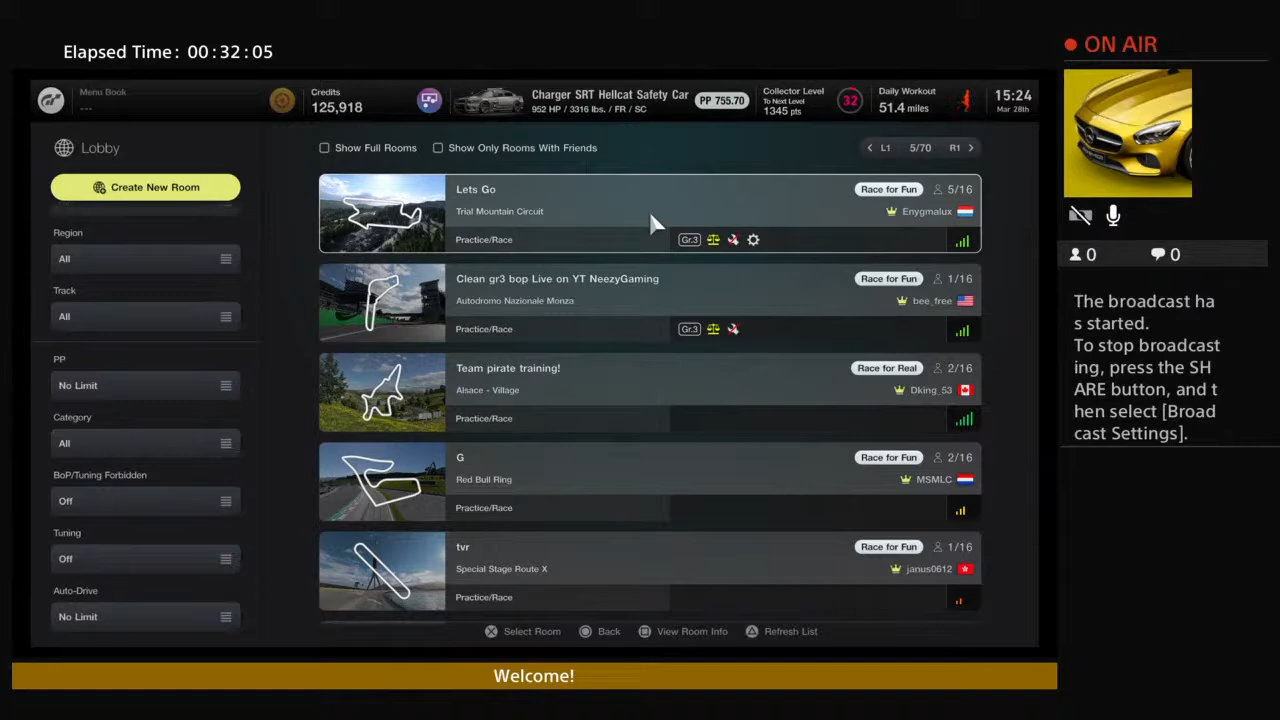 Elapsed Time: 00:32:05
ON AIR
Menu Book
---
Credits
125,918
Charger SRT Hellcat Safety Car
952 HP / 3316 lbs. / FR / SC
PP 755.70
Collector Level
To Next Level
1345 pts
32
Daily Workout
51.4 miles
15:24
Mar 28th
Lobby
Create New Room
Region
All
Track
All
PP
No Limit
Category
All
BoP/Tuning Forbidden
Off
Tuning
Off
Auto-Drive
No Limit
Show Full Rooms
Show Only Rooms With Friends
L1 5/70 R1
Lets Go
Race for Fun 5/16
Trial Mountain Circuit
Enygmalux
Practice/Race
Gr.3
Clean gr3 bop Live on YT NeezyGaming
Race for Fun 1/16
Autodromo Nazionale Monza
bee_free
Practice/Race
Gr.3
Team pirate training!
Race for Real 2/16
Alsace - Village
Dking_53
Practice/Race
G
Race for Fun 2/16
Red Bull Ring
MSMLC
Practice/Race
tvr
Race for Fun 1/16
Special Stage Route X
janus0612
Practice/Race
Select Room
Back
View Room Info
Refresh List
0
0
The broadcast ha
s started.
To stop broadcast
ing, press the SH
ARE button, and t
hen select [Broad
cast Settings].
Welcome!